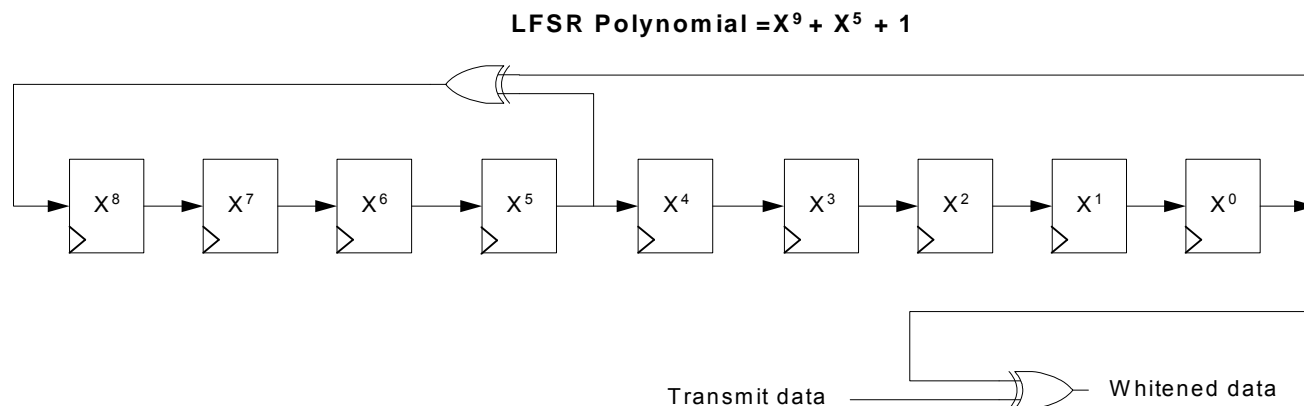 LFSR Polynomial =X⁹ + X⁵ + 1
X⁸ X⁷ X⁶ X⁵ X⁴ X³ X² X¹ X⁰
Transmit data
Whitened data